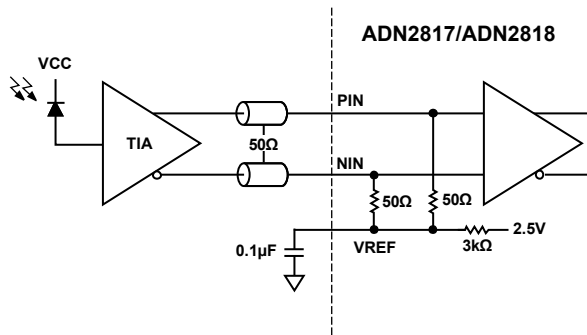 ADN2817/ADN2818
VCC
PIN
TIA
50Ω
NIN
50Ω
50Ω
0.1µF
VREF
3kΩ
2.5V